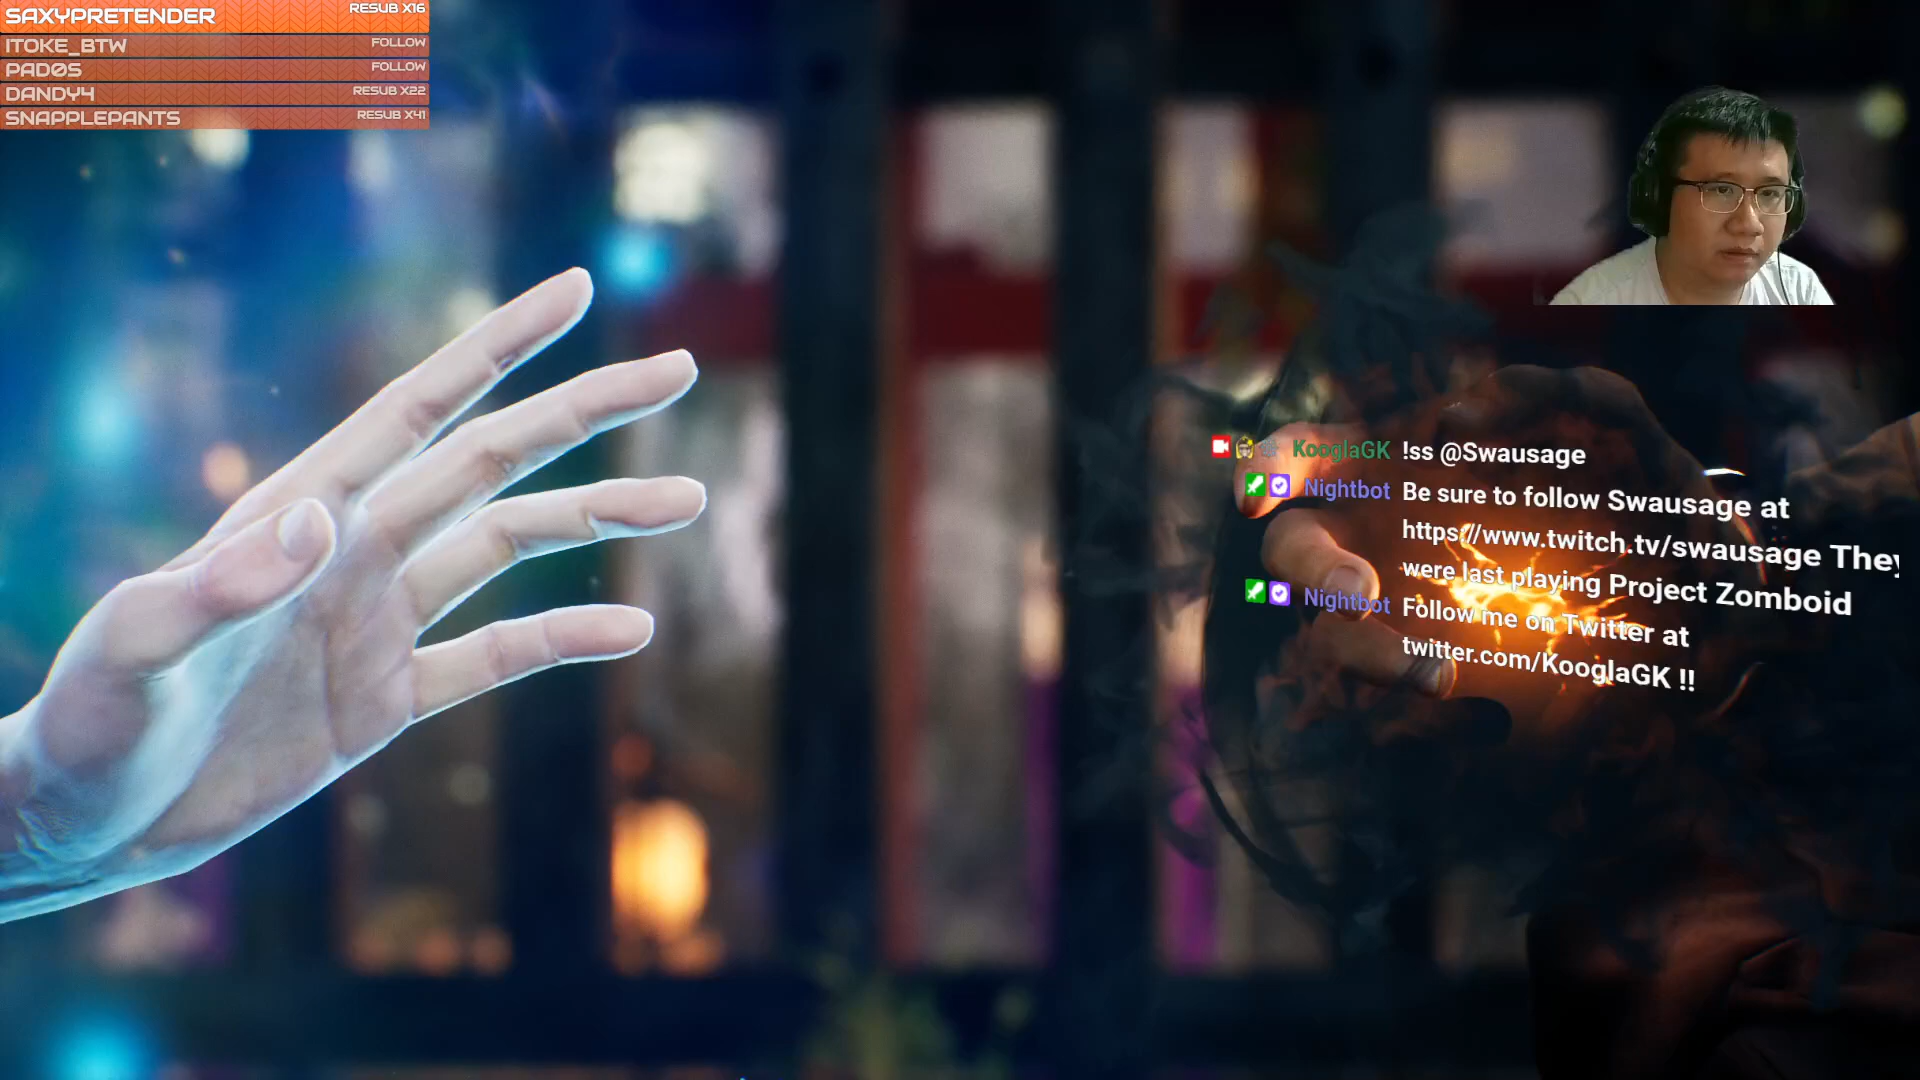 SAXYPRETENDER RESUB X16
ITOKE_BTW FOLLOW
PAD0S FOLLOW
DANDY4 RESUB X22
SNAPPLEPANTS RESUB X41
KooglaGK !ss @Swausage
Nightbot Be sure to follow Swausage at
https://www.twitch.tv/swausage They
were last playing Project Zomboid
Nightbot Follow me on Twitter at
twitter.com/KooglaGK !!